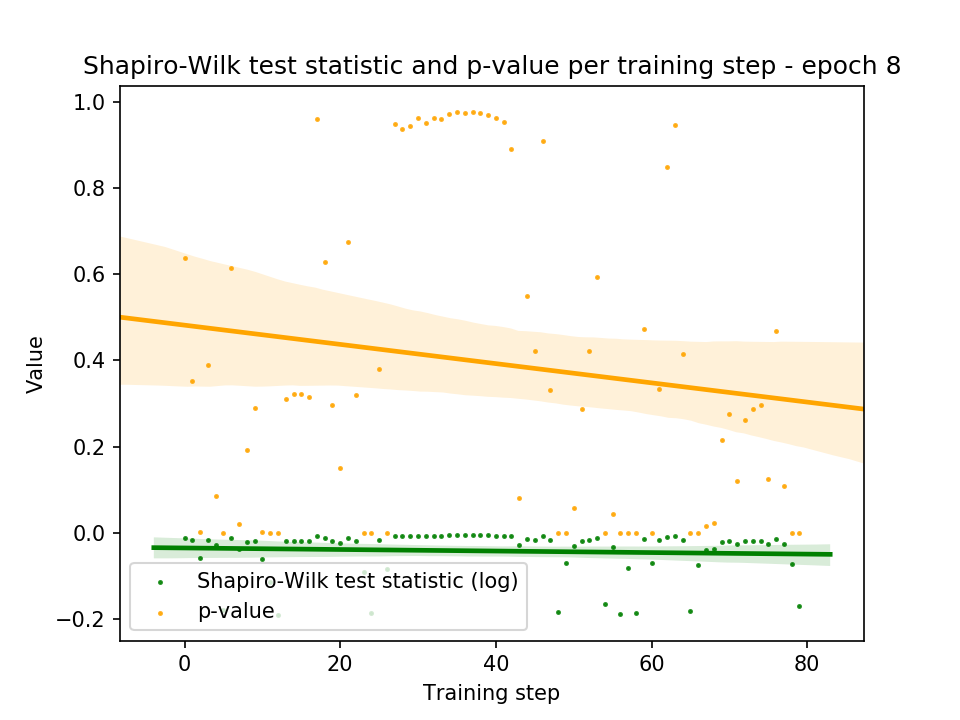 Shapiro-Wilk test statistic and p-value per training step - epoch 8
1.0
0.8
0.6
0.4
0.2
0.0
−0.2
Value
Shapiro-Wilk test statistic (log)
p-value
0
20
40
60
80
Training step